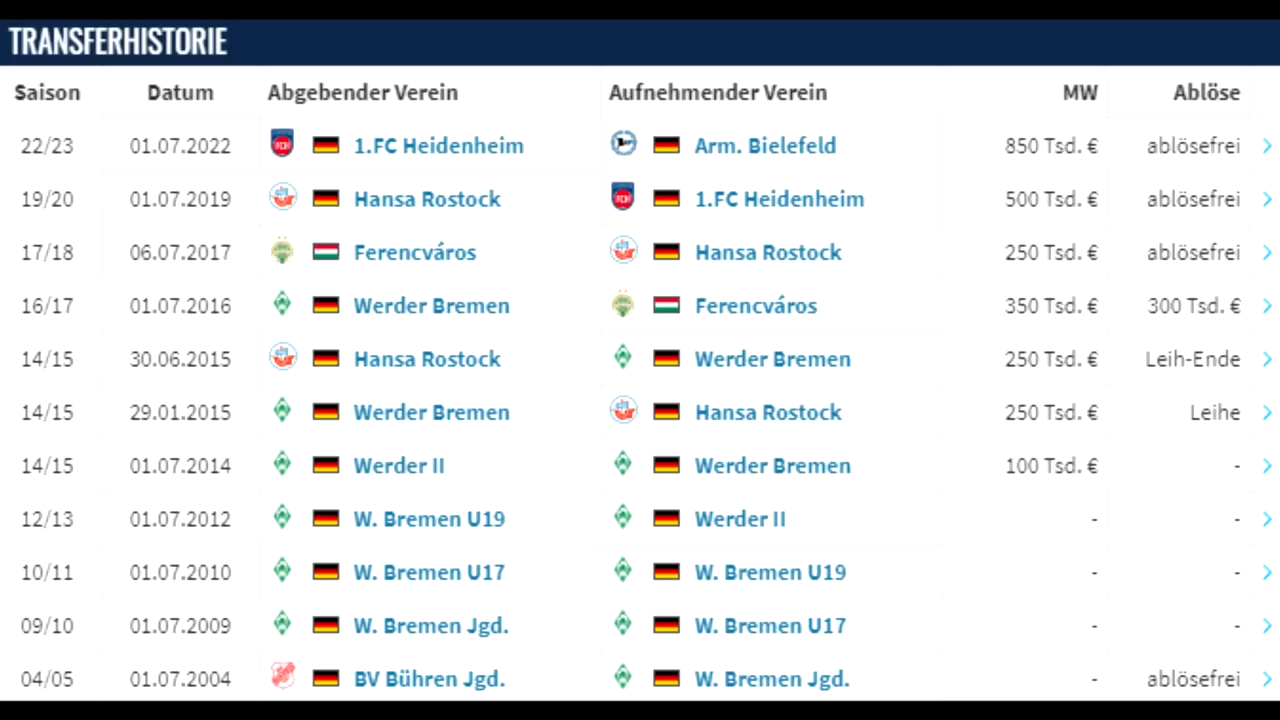 TRANSFERHISTORIE
Saison Datum Abgebender Verein Aufnehmender Verein MW Ablöse
22/23 01.07.2022 1.FC Heidenheim Arm. Bielefeld 850 Tsd. € ablösefrei
19/20 01.07.2019 Hansa Rostock 1.FC Heidenheim 500 Tsd. € ablösefrei
17/18 06.07.2017 Ferencváros Hansa Rostock 250 Tsd. € ablösefrei
16/17 01.07.2016 Werder Bremen Ferencváros 350 Tsd. € 300 Tsd. €
14/15 30.06.2015 Hansa Rostock Werder Bremen 250 Tsd. € Leih-Ende
14/15 29.01.2015 Werder Bremen Hansa Rostock 250 Tsd. € Leihe
14/15 01.07.2014 Werder II Werder Bremen 100 Tsd. € -
12/13 01.07.2012 W. Bremen U19 Werder II - -
10/11 01.07.2010 W. Bremen U17 W. Bremen U19 - -
09/10 01.07.2009 W. Bremen Jgd. W. Bremen U17 - -
04/05 01.07.2004 BV Bühren Jgd. W. Bremen Jgd. - ablösefrei